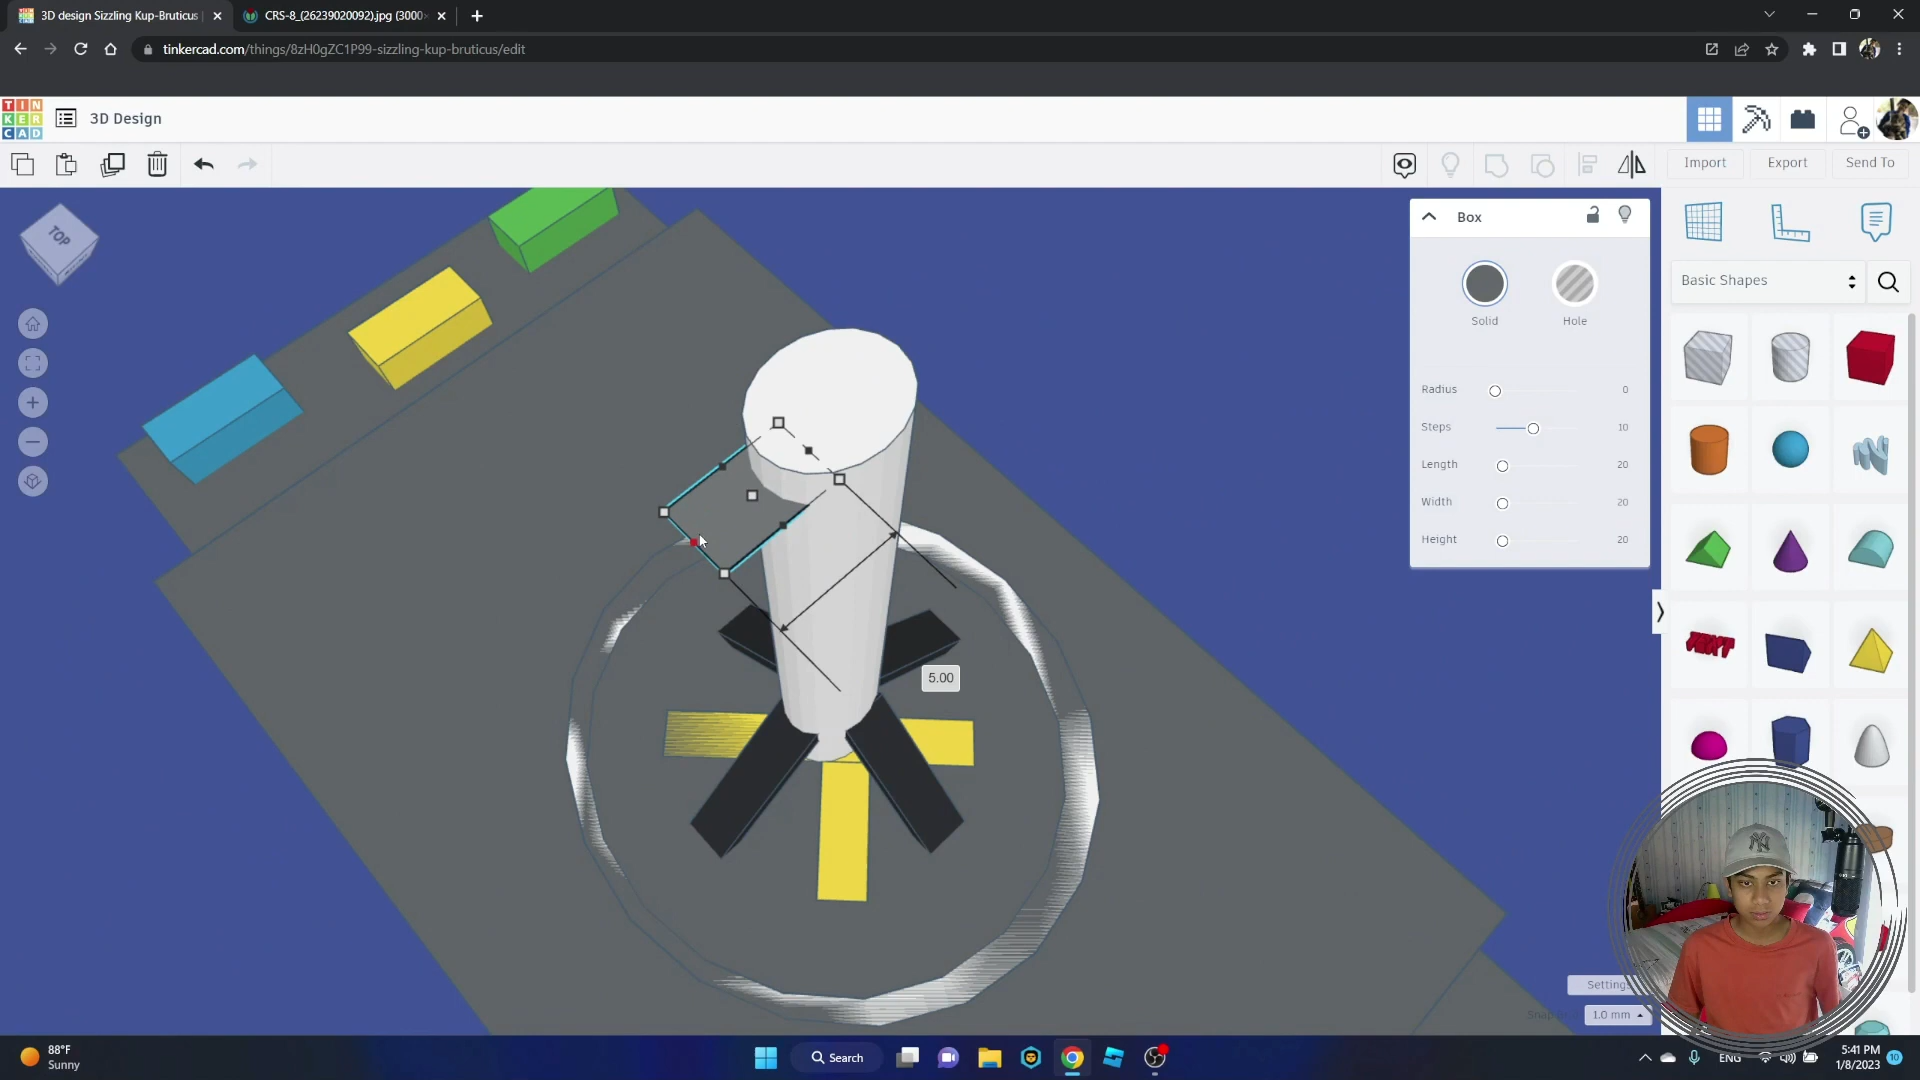 3D design Sizzling Kup-Bruticus |
CRS-8_(26239020092).jpg (3000×
tinkercad.com/things/8zH0gZC1P99-sizzling-kup-bruticus/edit
TIN
KER
CAD
3D Design
Import
Export
Send To
TOP
Box
Solid
Hole
Radius 0
Steps 10
Length 20
Width 20
Height 20
Basic Shapes
TEXT
5.00
Settings
Snap
1.0 mm
88°F
Sunny
Search
ENG
5:41 PM
1/8/2023
10